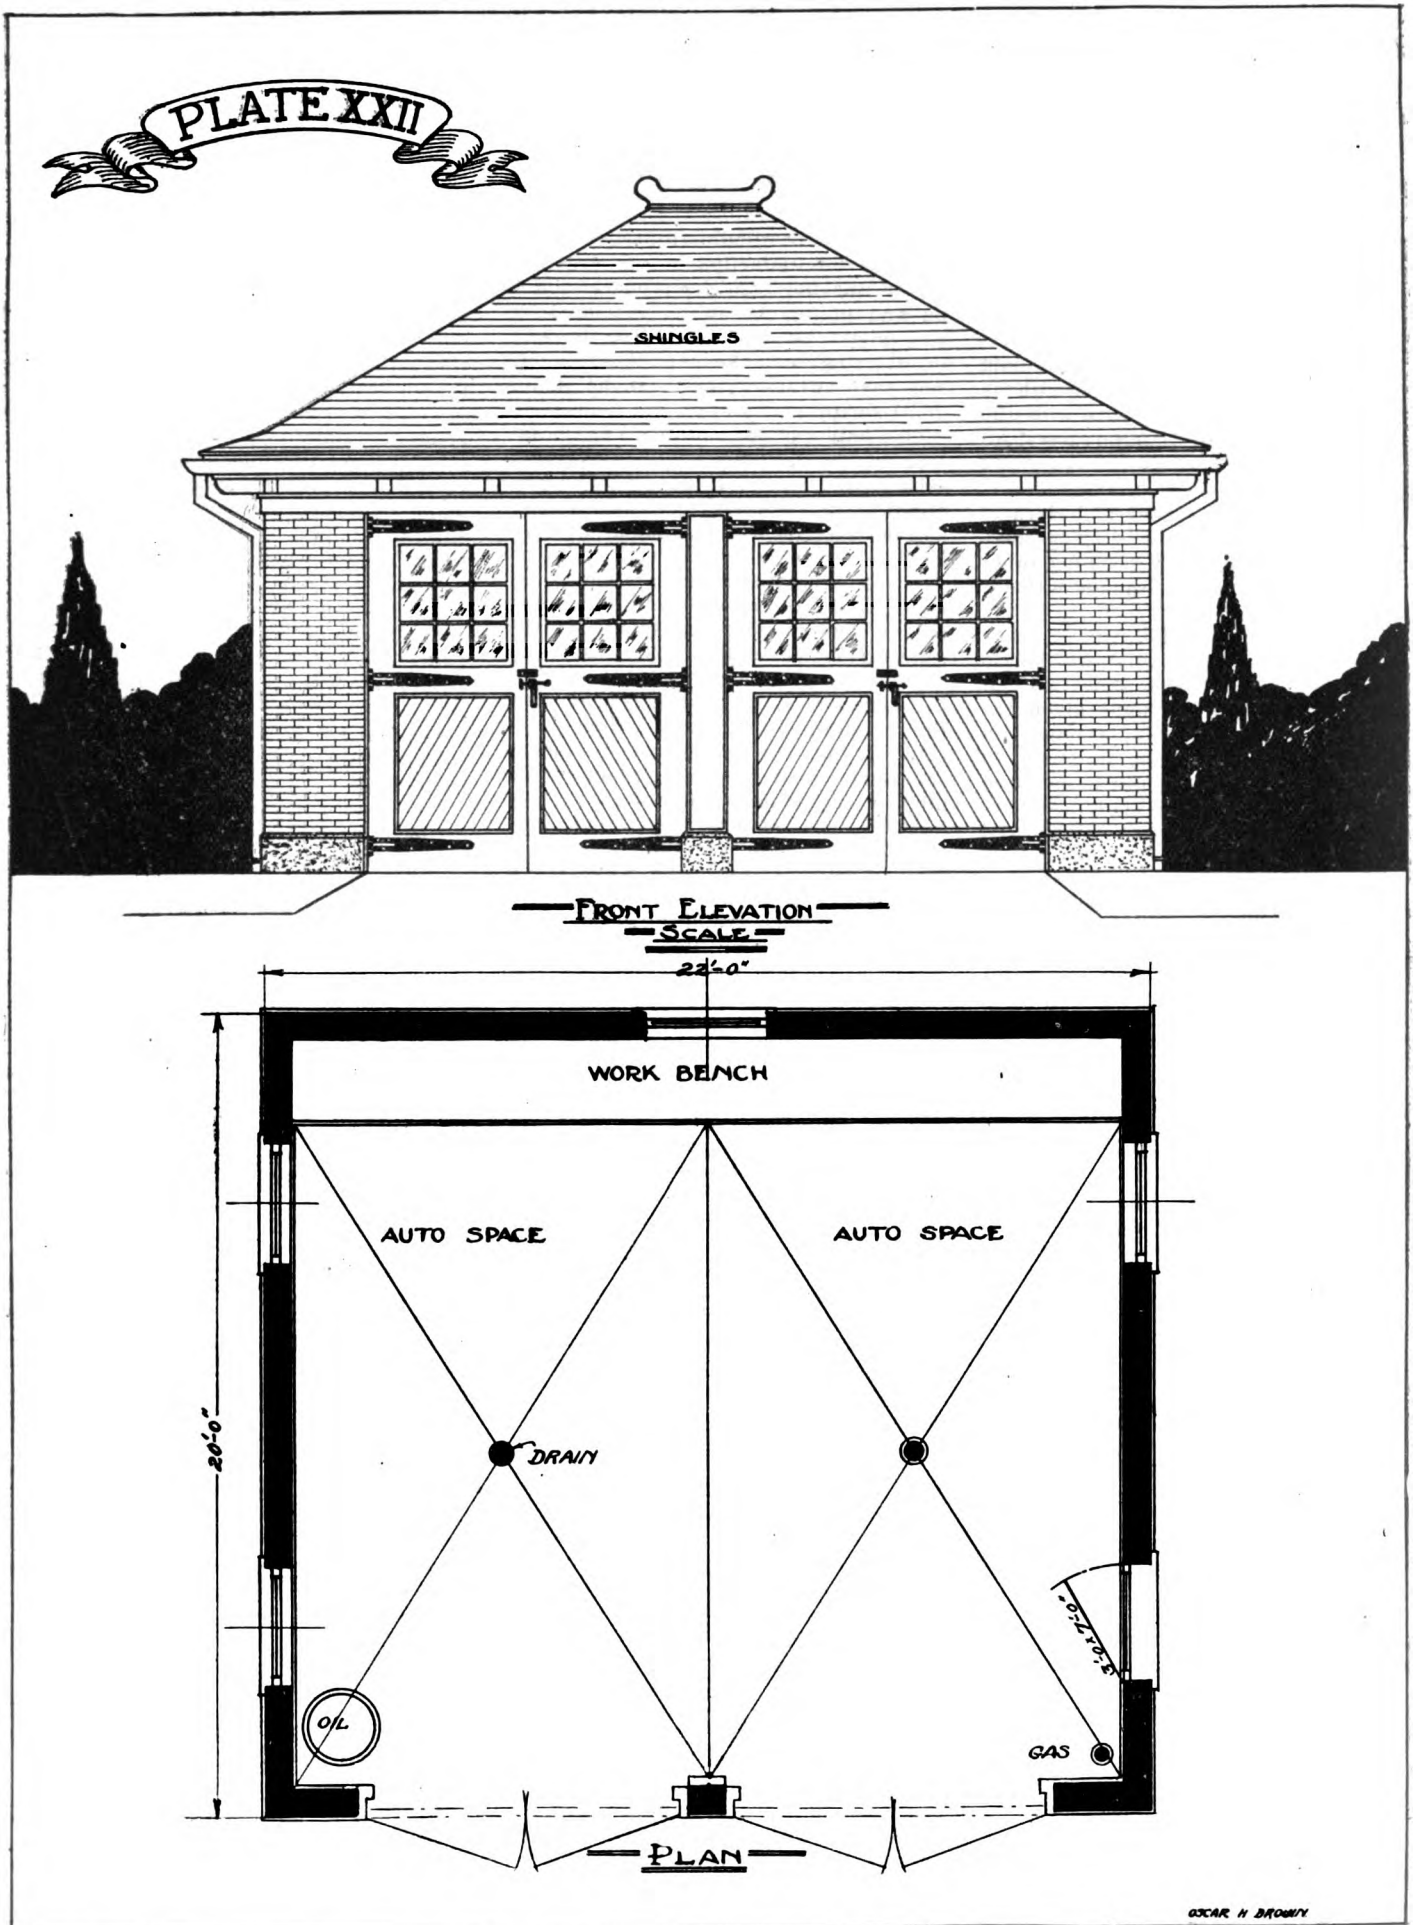 PLATE XXII
SHINGLES
FRONT ELEVATION
SCALE
22'-0"
WORK BENCH
AUTO SPACE
AUTO SPACE
20'-0"
DRAIN
3'-0 x 7'-0"
OIL
GAS
PLAN
OSCAR H BROWN